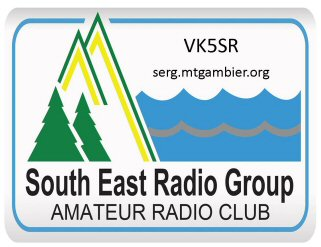 VK5SR
serg.mtgambier.org
South East Radio Group
AMATEUR RADIO CLUB